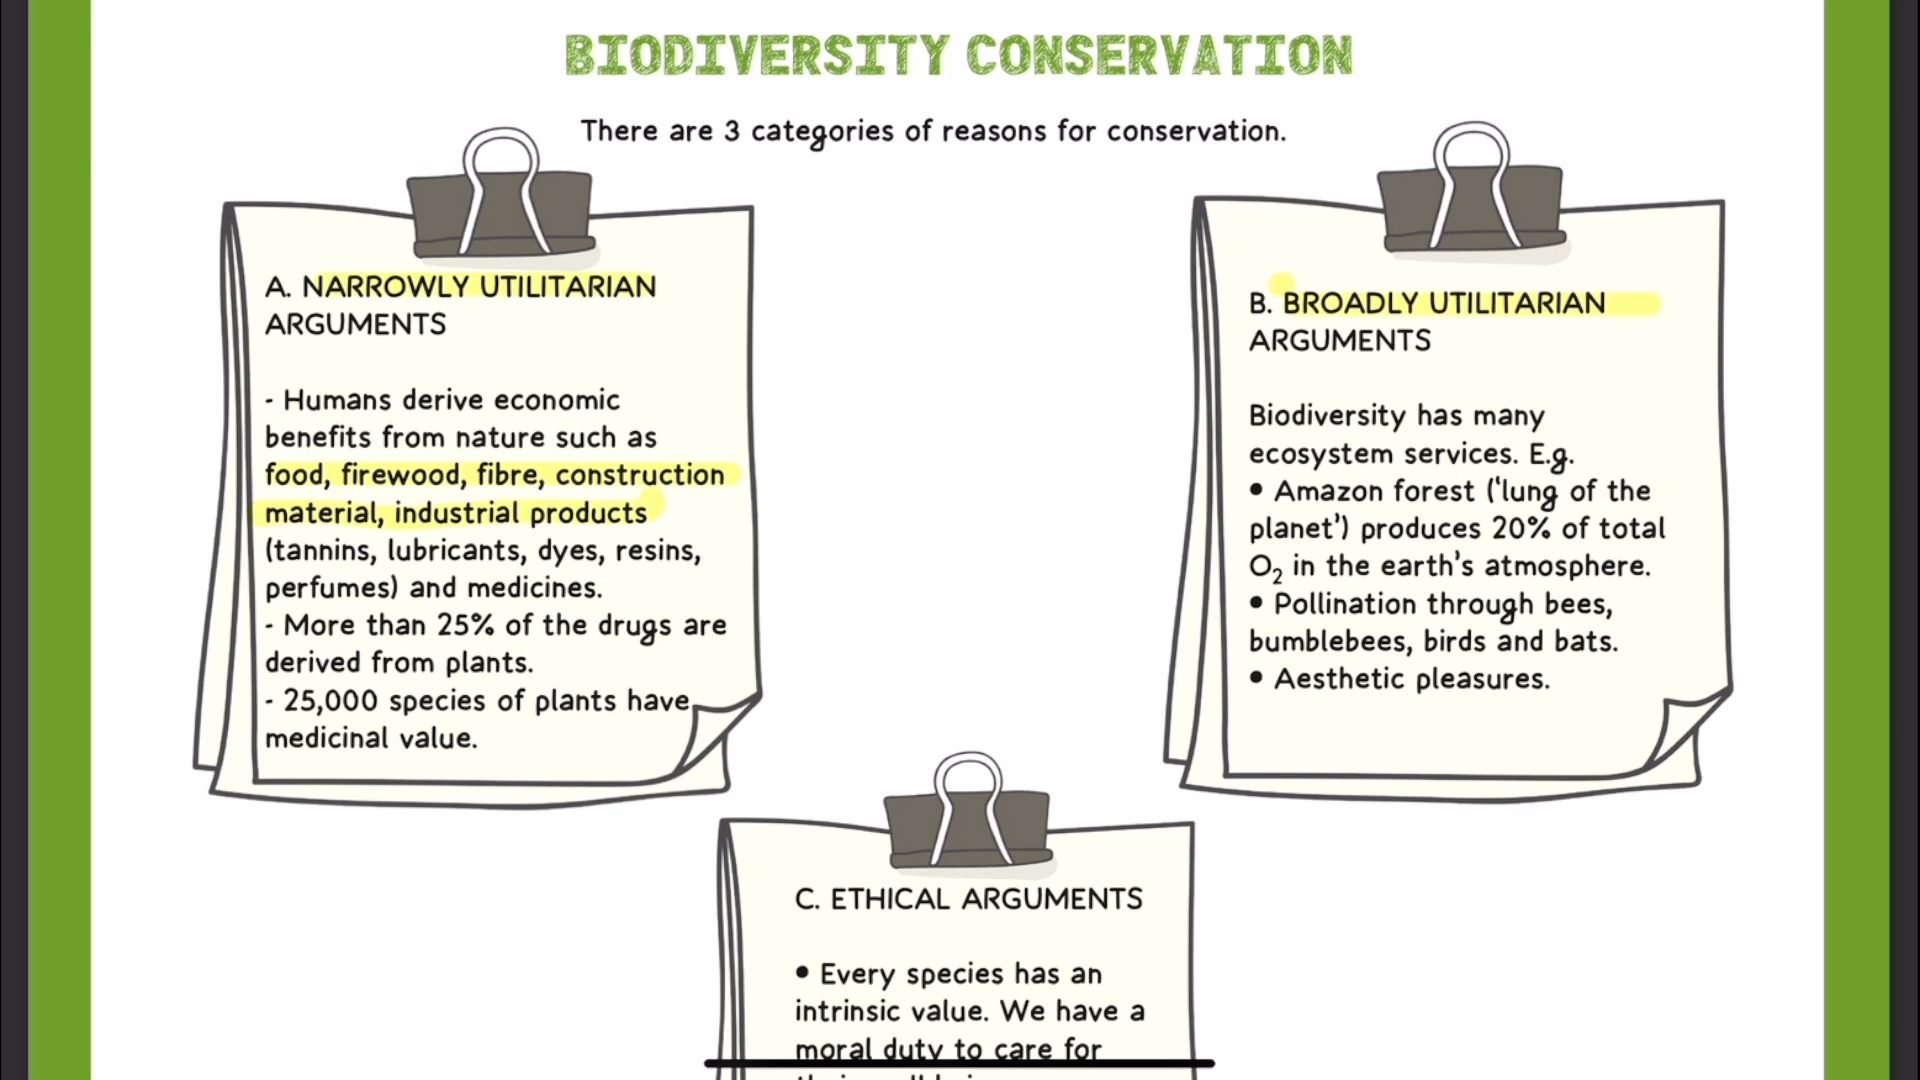 BIODIVERSITY CONSERVATION
There are 3 categories of reasons for conservation.
A. NARROWLY UTILITARIAN
ARGUMENTS
- Humans derive economic
benefits from nature such as
food, firewood, fibre, construction
material, industrial products
(tannins, lubricants, dyes, resins,
perfumes) and medicines.
- More than 25% of the drugs are
derived from plants.
- 25,000 species of plants have
medicinal value.
B. BROADLY UTILITARIAN
ARGUMENTS
Biodiversity has many
ecosystem services. E.g.
• Amazon forest (‘lung of the
planet’) produces 20% of total
O₂ in the earth’s atmosphere.
• Pollination through bees,
bumblebees, birds and bats.
• Aesthetic pleasures.
C. ETHICAL ARGUMENTS
• Every species has an
intrinsic value. We have a
moral duty to care for